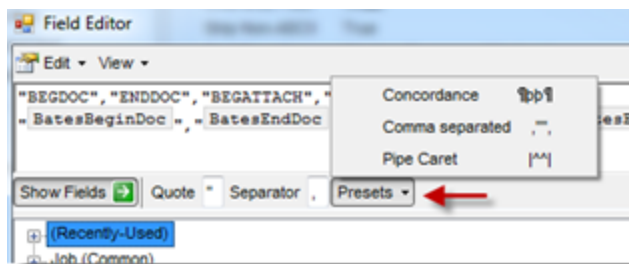 Field Editor
Edit View
"BEGDOC","ENDDOC","BEGATTACH","
" BatesBeginDoc "," BatesEndDoc
Concordance ¶þþ¶
Comma separated ,"",
Pipe Caret |^^|
Show Fields Quote " Separator , Presets
(Recently-Used)
Job (Common)